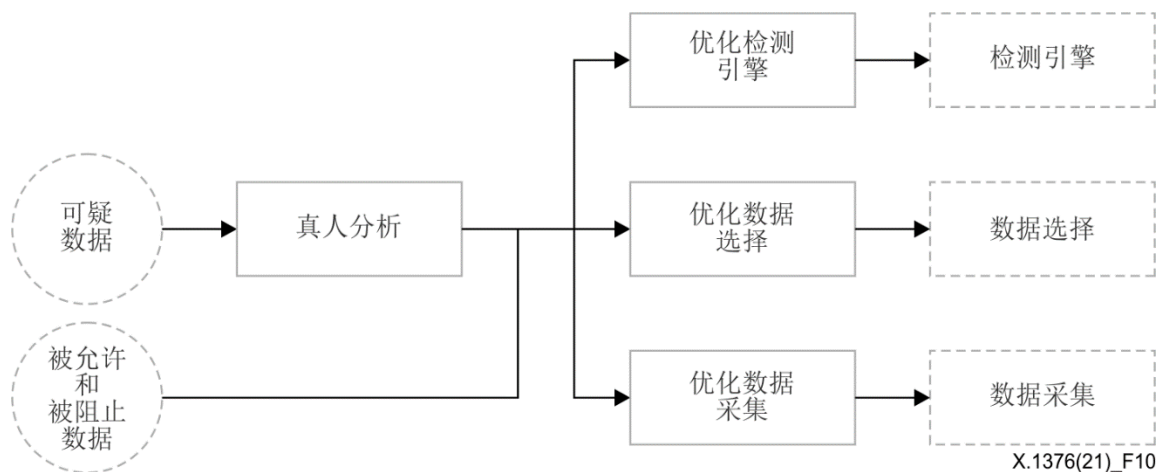 优化检测
引擎
检测引擎
可疑
数据
真人分析
优化数据
选择
数据选择
被允许
和
被阻止
数据
优化数据
采集
数据采集
X.1376(21)_F10